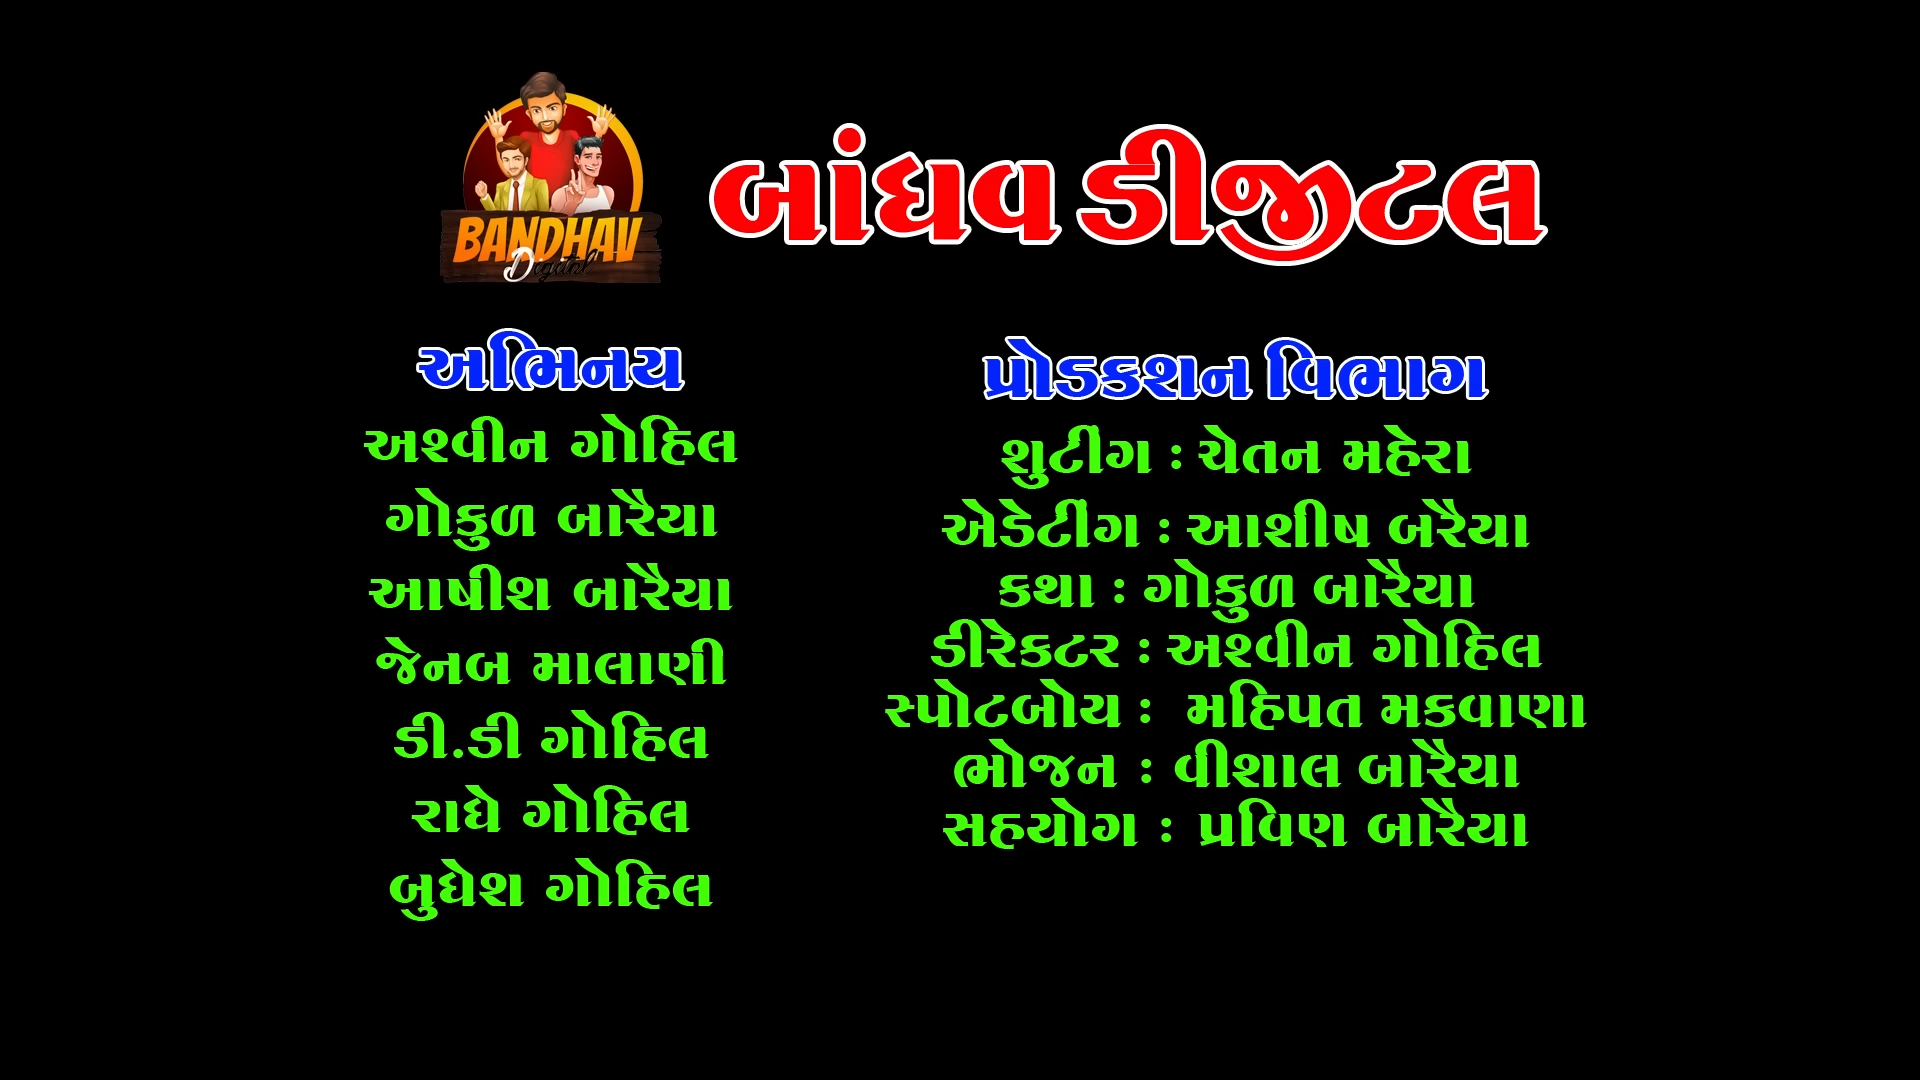 BANDHAV
Digital
બાંધવ ડીજીટલ
અભિનય
અશ્વીન ગોહિલ
ગોકુળ બારૈયા
આષીશ બારૈયા
જેનબ માલાણી
ડી.ડી ગોહિલ
રાધે ગોહિલ
બુધેશ ગોહિલ
પ્રોડકશન વિભાગ
શુટીંગ : ચેતન મહેરા
એડેટીંગ : આશીષ બરૈયા
કથા : ગોકુળ બારૈયા
ડીરેકટર : અશ્વીન ગોહિલ
સ્પોટબોય : મહિપત મકવાણા
ભોજન : વીશાલ બારૈયા
સહયોગ : પ્રવિણ બારૈયા